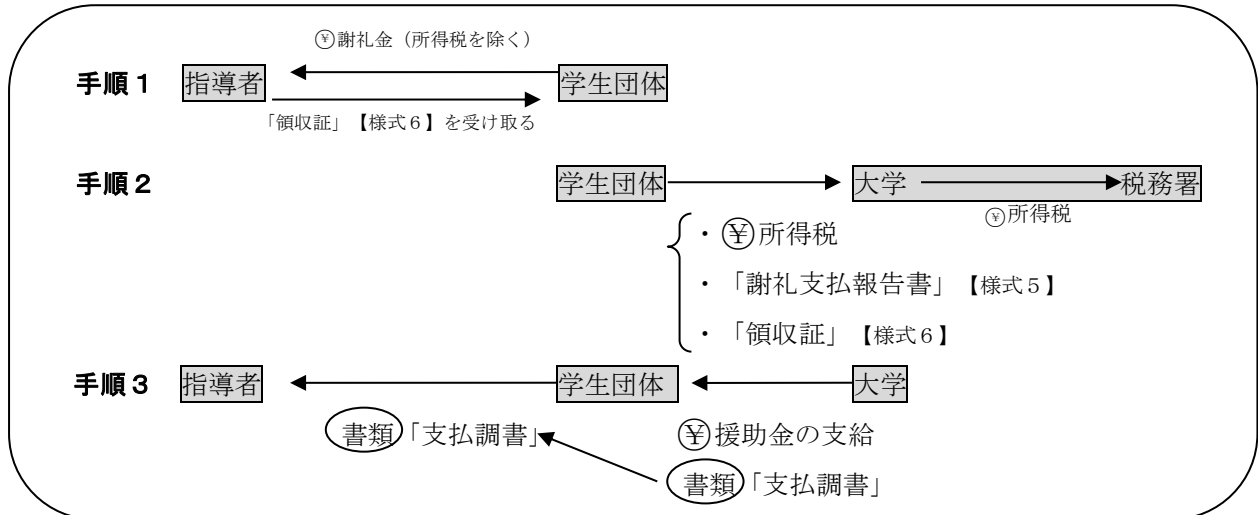 ㊎謝礼金（所得税を除く）
手順１ 指導者 学生団体
「領収証」【様式６】を受け取る
手順２ 学生団体 大学 税務署
¥所得税
・¥所得税
・「謝礼支払報告書」【様式５】
・「領収証」【様式６】
手順３ 指導者 学生団体 大学
書類「支払調書」 ¥援助金の支給
書類「支払調書」